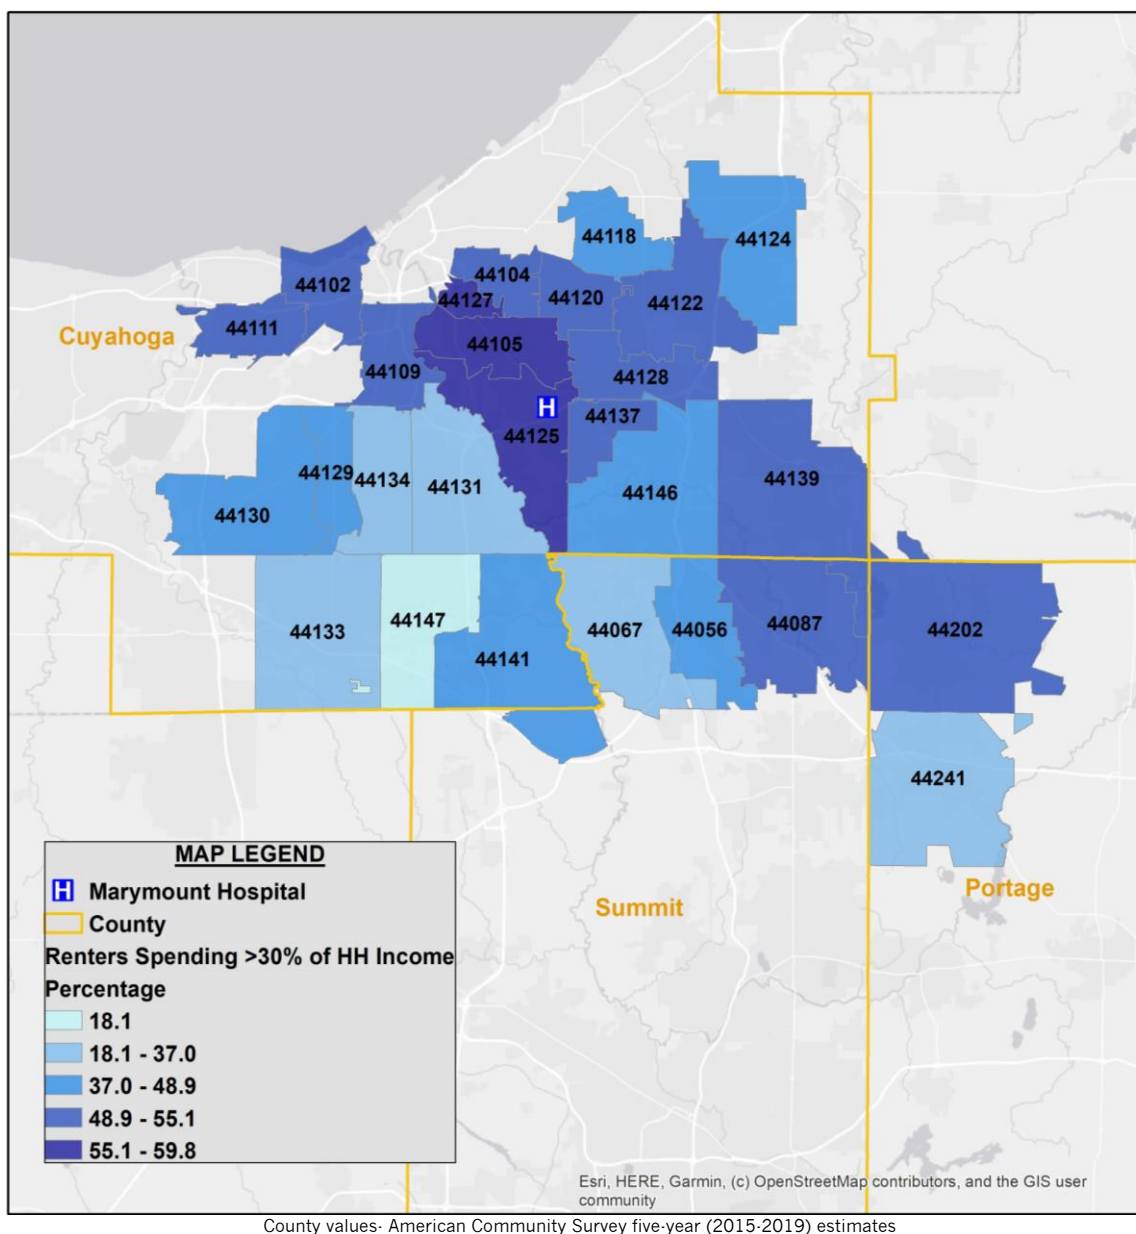 44118
44124
44104
44102
44127
44120
44122
44111
Cuyahoga
44105
44109
44128
H
44137
44125
44129
44134
44131
44146
44139
44130
44147
44133
44067
44056
44087
44202
44141
44241
MAP LEGEND
H Marymount Hospital
County
Renters Spending >30% of HH Income
Percentage
18.1
18.1 - 37.0
37.0 - 48.9
48.9 - 55.1
55.1 - 59.8
Summit
Portage
Esri, HERE, Garmin, (c) OpenStreetMap contributors, and the GIS user
community
County values- American Community Survey five-year (2015-2019) estimates